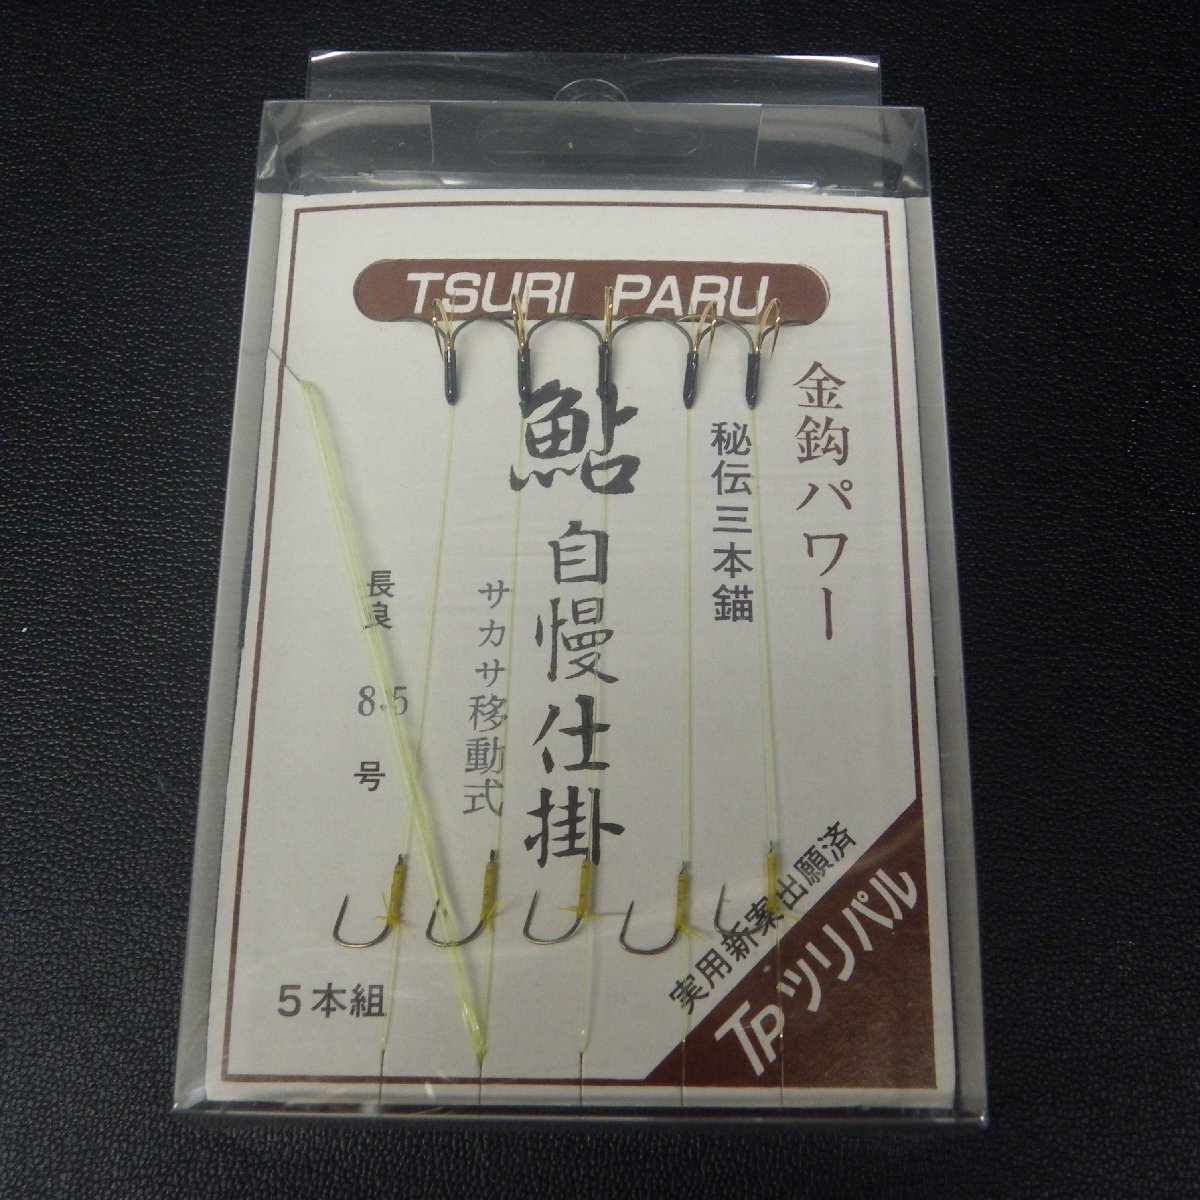 TSURI PARU
金鈎パワー
秘伝三本錨
鮎自慢仕掛
サカサ移動式
長良 8.5 号
5本組
実用新案出願済
TPツリパル